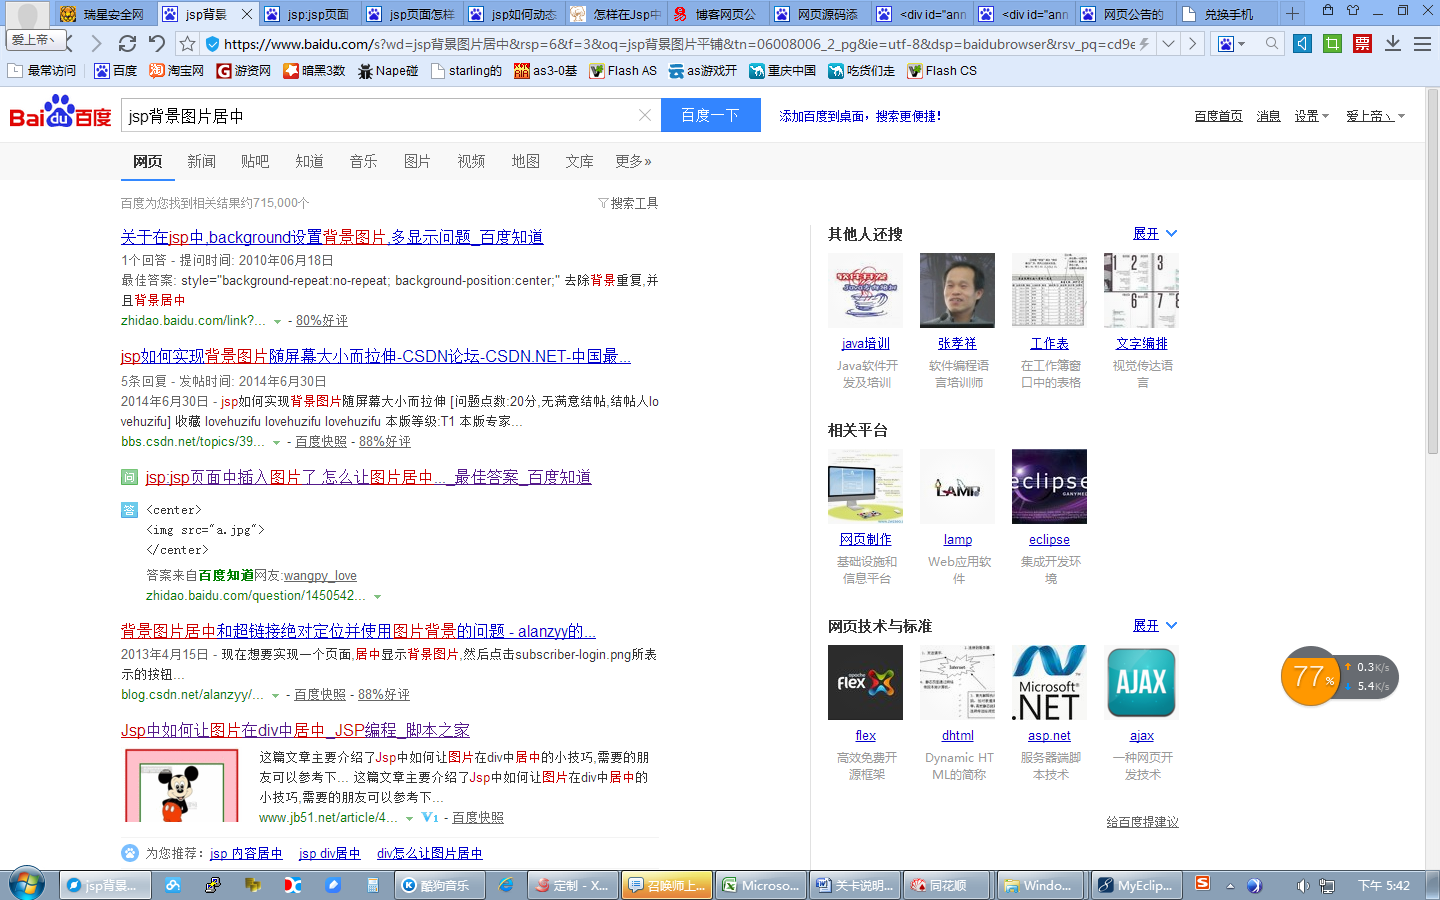 瑞星安全网
jsp背景
jsp:jsp页面
jsp页面怎样
jsp如何动态
怎样在Jsp中
博客网页公
网页源码添
<div id="ann
<div id="ann
网页公告的
兑换手机
爱上帝丶
https://www.baidu.com/s?wd=jsp背景图片居中&rsp=6&f=3&oq=jsp背景图片平铺&tn=06008006_2_pg&ie=utf-8&dsp=baidubrowser&rsv_pq=cd9e
票
最常访问
百度
淘宝网
游资网
暗黑3数
Nape碰
starling的
as3-0基
Flash AS
as游戏开
重庆中国
吃货们走
Flash CS
Bai du 百度
jsp背景图片居中
百度一下
添加百度到桌面，搜索更便捷!
百度首页
消息
设置
爱上帝丶
网页
新闻
贴吧
知道
音乐
图片
视频
地图
文库
更多»
百度为您找到相关结果约715,000个
搜索工具
关于在jsp中,background设置背景图片,多显示问题_百度知道
1个回答 - 提问时间: 2010年06月18日
最佳答案: style="background-repeat:no-repeat; background-position:center;" 去除背景重复,并
且背景居中
zhidao.baidu.com/link?... - 80%好评
jsp如何实现背景图片随屏幕大小而拉伸-CSDN论坛-CSDN.NET-中国最...
5条回复 - 发帖时间: 2014年6月30日
2014年6月30日 - jsp如何实现背景图片随屏幕大小而拉伸 [问题点数:20分,无满意结帖,结帖人lo
vehuzifu] 收藏 lovehuzifu lovehuzifu lovehuzifu 本版等级:T1 本版专家...
bbs.csdn.net/topics/39... - 百度快照 - 88%好评
问 jsp:jsp页面中插入图片了 怎么让图片居中..._最佳答案_百度知道
答 <center>
<img src="a.jpg">
</center>
答案来自百度知道网友:wangpy_love
zhidao.baidu.com/question/1450542...
背景图片居中和超链接绝对定位并使用图片背景的问题 - alanzyy的...
2013年4月15日 - 现在想要实现一个页面,居中显示背景图片,然后点击subscriber-login.png所表
示的按钮...
blog.csdn.net/alanzyy/... - 百度快照 - 88%好评
Jsp中如何让图片在div中居中_JSP编程_脚本之家
这篇文章主要介绍了Jsp中如何让图片在div中居中的小技巧,需要的朋
友可以参考下... 这篇文章主要介绍了Jsp中如何让图片在div中居中的
小技巧,需要的朋友可以参考下...
www.jb51.net/article/4... V1 - 百度快照
为您推荐：
jsp 内容居中
jsp div居中
div怎么让图片居中
其他人还搜
展开
java培训
张孝祥
工作表
文字编排
Java软件开
发及培训
软件编程语
言培训师
在工作簿窗
口中的表格
视觉传达语
言
相关平台
LAMP
eclipse
网页制作
lamp
eclipse
基础设施和
信息平台
Web应用软
件
集成开发环
境
网页技术与标准
展开
flex
Microsoft
.NET
AJAX
flex
dhtml
asp.net
ajax
高效免费开
源框架
Dynamic HT
ML的简称
服务器端脚
本技术
一种网页开
发技术
给百度提建议
77%
0.3K/s
5.4K/s
jsp背景...
酷狗音乐
定制 - X...
召唤师上...
Microso...
关卡说明...
同花顺
Windo...
MyEclip...
下午 5:42